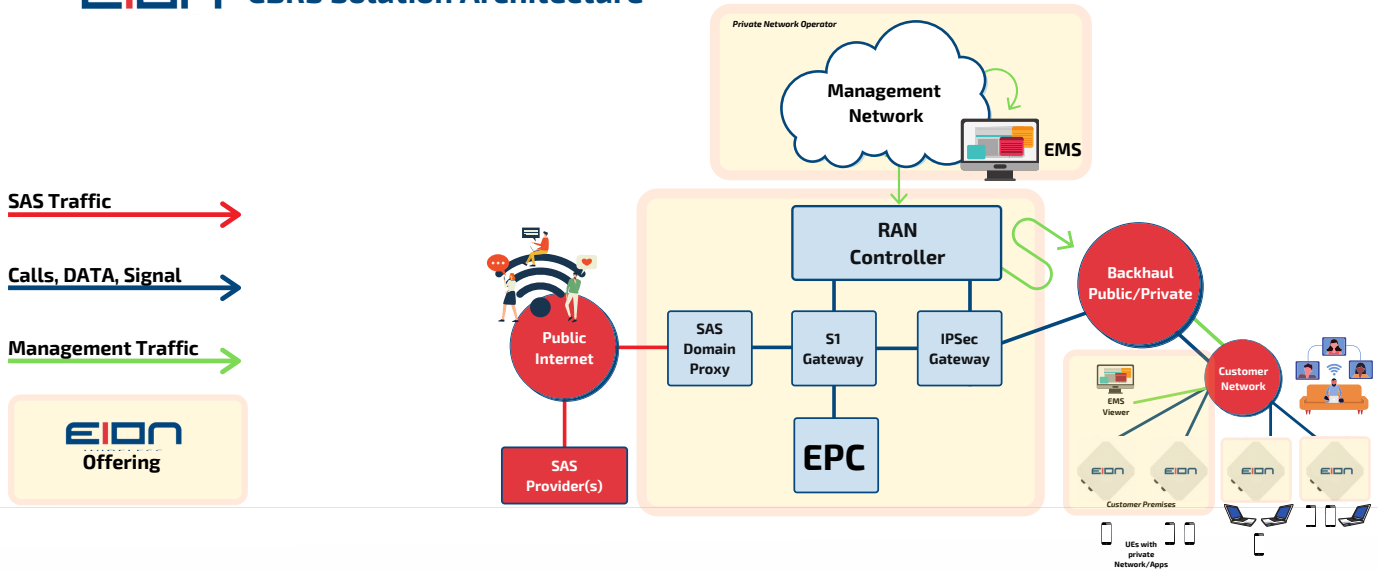 EION CBRS Solution Architecture
Private Network Operator
Management
Network
EMS
SAS Traffic
Calls, DATA, Signal
Management Traffic
EION
Offering
RAN
Controller
Backhaul
Public/Private
Public
Internet
SAS
Domain
Proxy
S1
Gateway
IPSec
Gateway
Customer
Network
EMS
Viewer
EPC
SAS
Provider(s)
EION
EION
EION
EION
Customer Premises
UEs with
private
Network/Apps